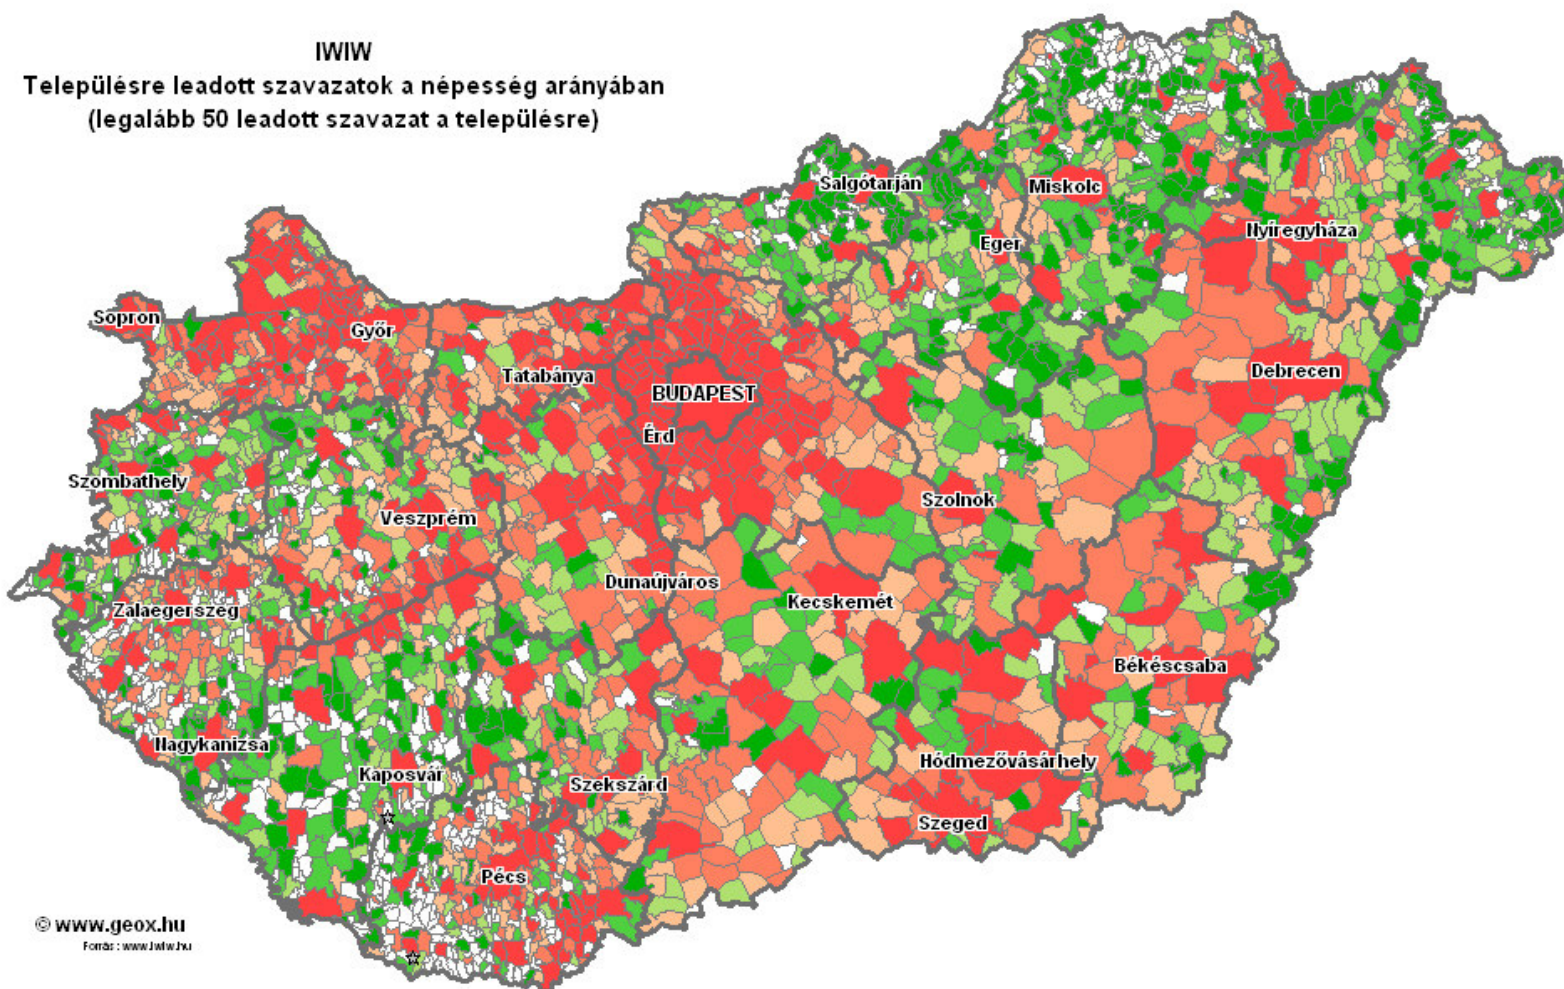 IWIW
Településre leadott szavazatok a népesség arányában
(legalább 50 leadott szavazat a településre)
Salgótarján
Miskolc
Nyíregyháza
Eger
Sopron
Győr
Tatabánya
BUDAPEST
Debrecen
Érd
Szombathely
Veszprém
Szolnok
Dunaújváros
Kecskemét
Zalaegerszeg
Békéscsaba
Nagykanizsa
Kaposvár
Szekszárd
Hódmezővásárhely
Szeged
Pécs
© www.geox.hu
Forrás : www.iwiw.hu